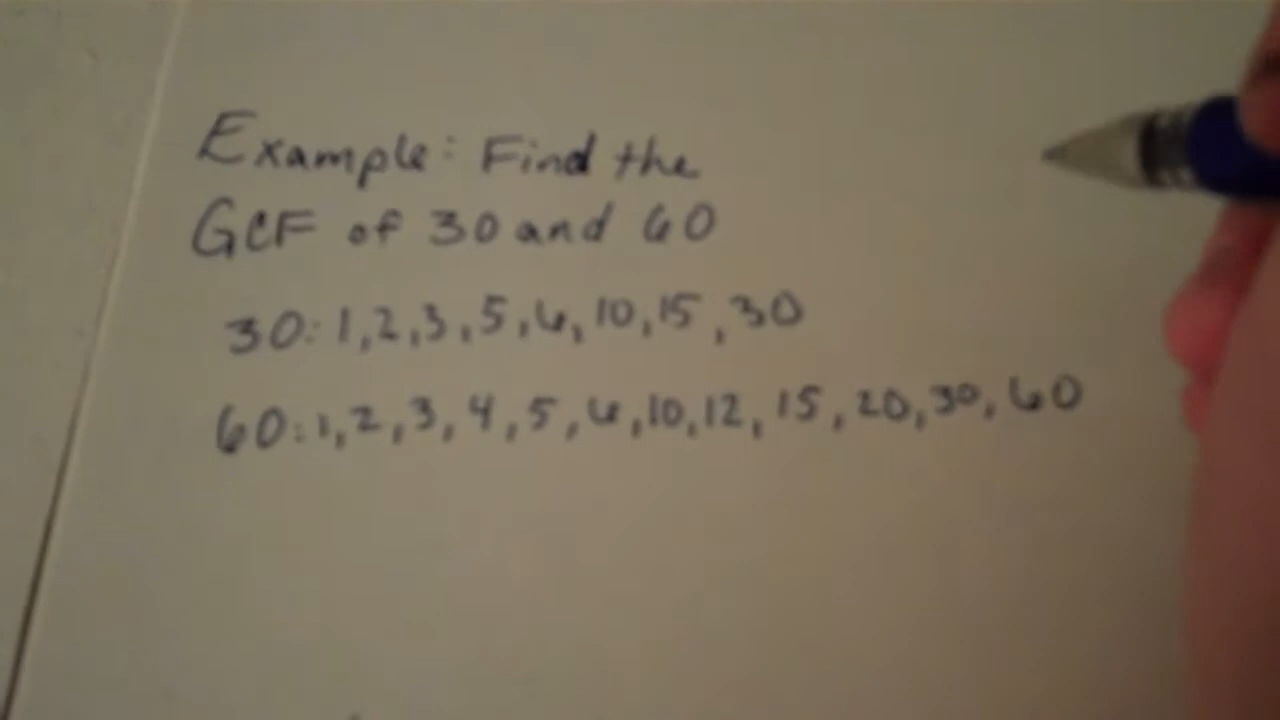 Example: Find the
GCF of 30 and 60
30: 1, 2, 3, 5, 6, 10, 15, 30
60: 1, 2, 3, 4, 5, 6, 10, 12, 15, 20, 30, 60